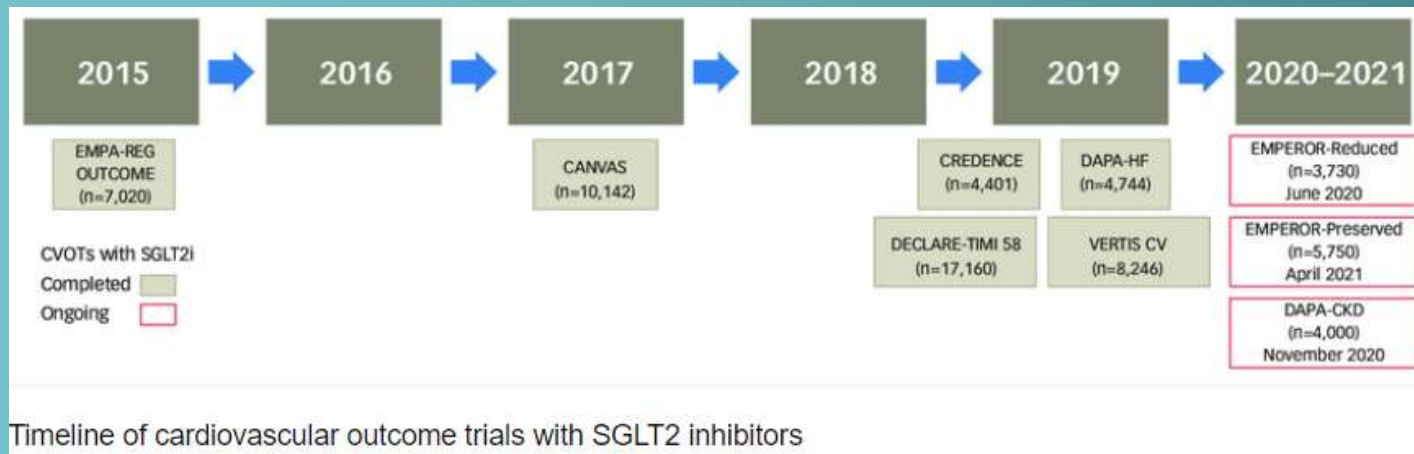 2015
2016
2017
2018
2019
2020–2021
EMPA-REG
OUTCOME
(n=7,020)
CANVAS
(n=10,142)
CREDENCE
(n=4,401)
DAPA-HF
(n=4,744)
EMPEROR-Reduced
(n=3,730)
June 2020
DECLARE-TIMI 58
(n=17,160)
VERTIS CV
(n=8,246)
EMPEROR-Preserved
(n=5,750)
April 2021
DAPA-CKD
(n=4,000)
November 2020
CVOTs with SGLT2i
Completed
Ongoing
Timeline of cardiovascular outcome trials with SGLT2 inhibitors